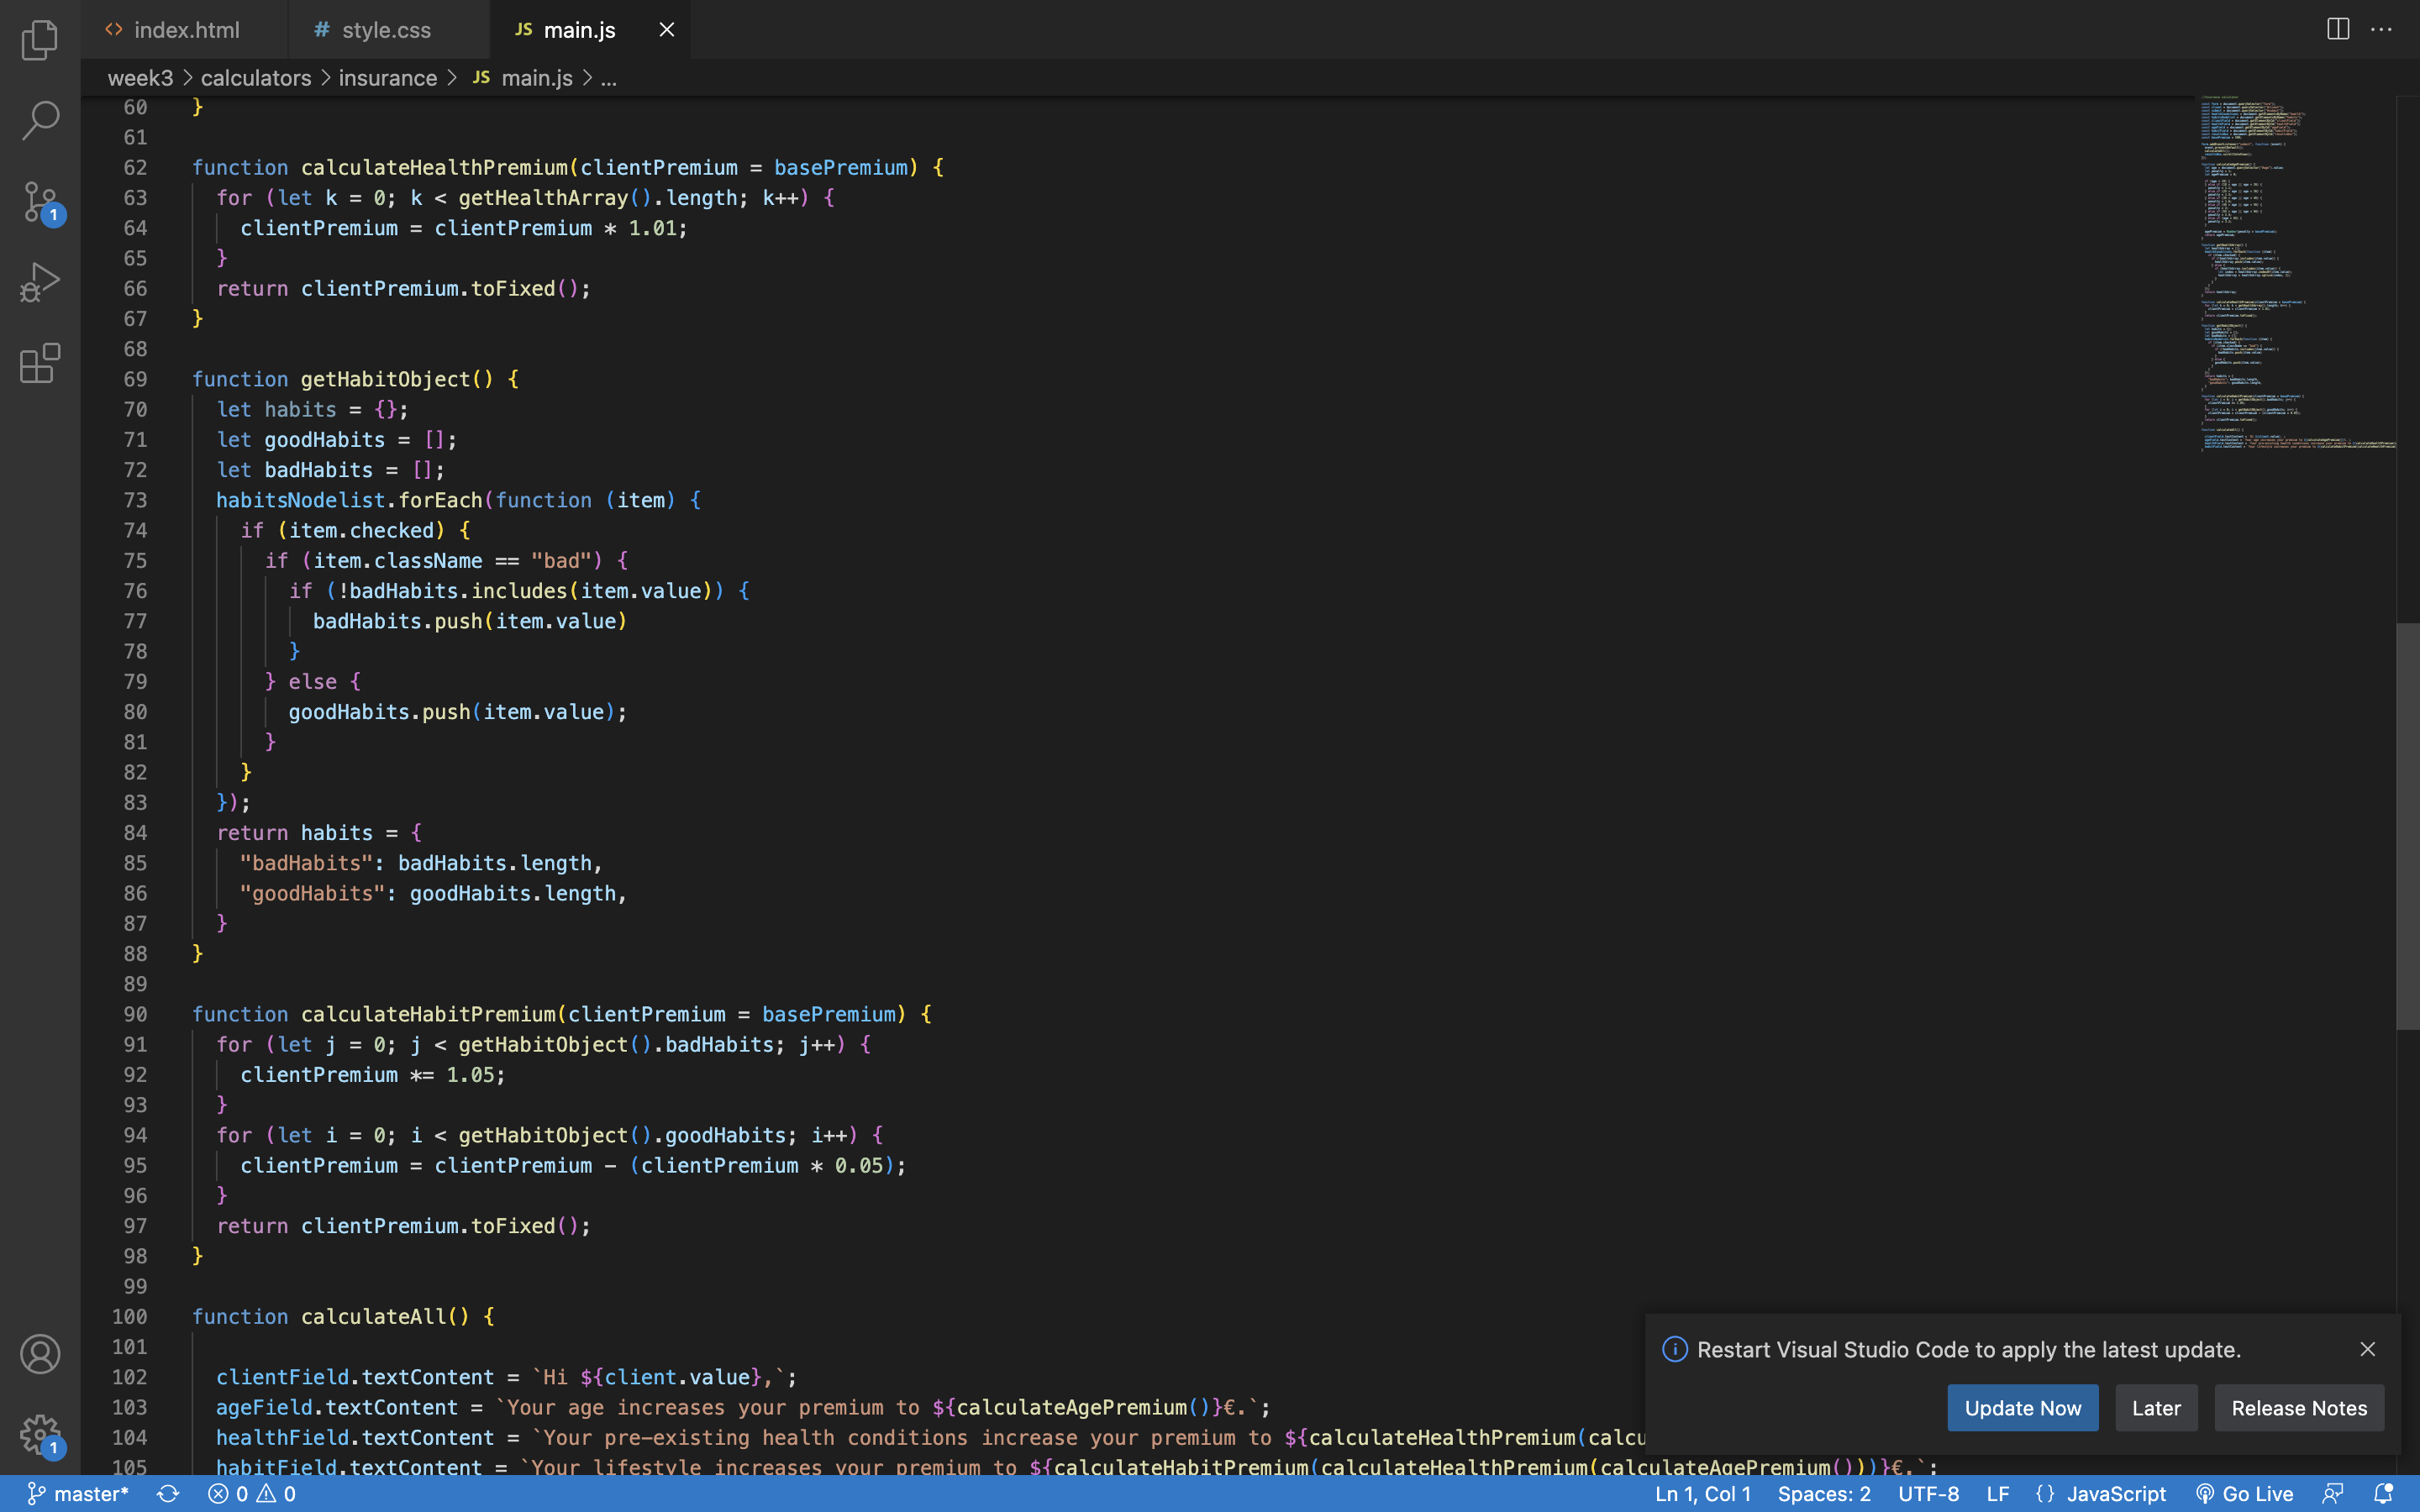 index.html
# style.css
JS main.js
week3 > calculators > insurance > JS main.js > ...
60 }
61
62 function calculateHealthPremium(clientPremium = basePremium) {
63 for (let k = 0; k < getHealthArray().length; k++) {
64 clientPremium = clientPremium * 1.01;
65 }
66 return clientPremium.toFixed();
67 }
68
69 function getHabitObject() {
70 let habits = {};
71 let goodHabits = [];
72 let badHabits = [];
73 habitsNodelist.forEach(function (item) {
74 if (item.checked) {
75 if (item.className == "bad") {
76 if (!badHabits.includes(item.value)) {
77 badHabits.push(item.value)
78 }
79 } else {
80 goodHabits.push(item.value);
81 }
82 }
83 });
84 return habits = {
85 "badHabits": badHabits.length,
86 "goodHabits": goodHabits.length,
87 }
88 }
89
90 function calculateHabitPremium(clientPremium = basePremium) {
91 for (let j = 0; j < getHabitObject().badHabits; j++) {
92 clientPremium *= 1.05;
93 }
94 for (let i = 0; i < getHabitObject().goodHabits; i++) {
95 clientPremium = clientPremium - (clientPremium * 0.05);
96 }
97 return clientPremium.toFixed();
98 }
99
100 function calculateAll() {
101
102 clientField.textContent = `Hi ${client.value},`;
103 ageField.textContent = `Your age increases your premium to ${calculateAgePremium()}€.`;
104 healthField.textContent = `Your pre-existing health conditions increase your premium to ${calculateHealthPremium(calcu
105 habitField.textContent = `Your lifestyle increases your premium to ${calculateHabitPremium(calculateHealthPremium(calculateAgePremium()))}€.`;
1
1
Restart Visual Studio Code to apply the latest update.
Update Now
Later
Release Notes
master* 0 0 Ln 1, Col 1 Spaces: 2 UTF-8 LF {} JavaScript Go Live